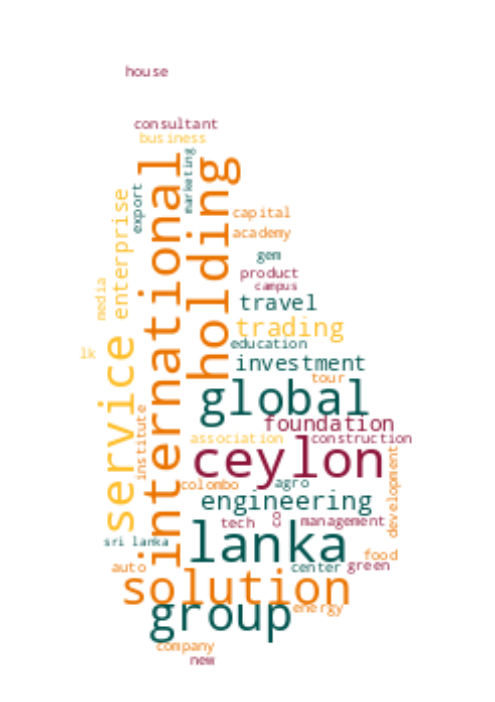 house
consultant
business
marketing
international
holding
export
enterprise
capital
academy
gem
product
campus
media
travel
trading
education
lk
service
investment
tour
global
institute
foundation
association
construction
ceylon
development
colombo
agro
engineering
tech
8
management
sri lanka
lanka
food
auto
center
green
solution
group
energy
company
new